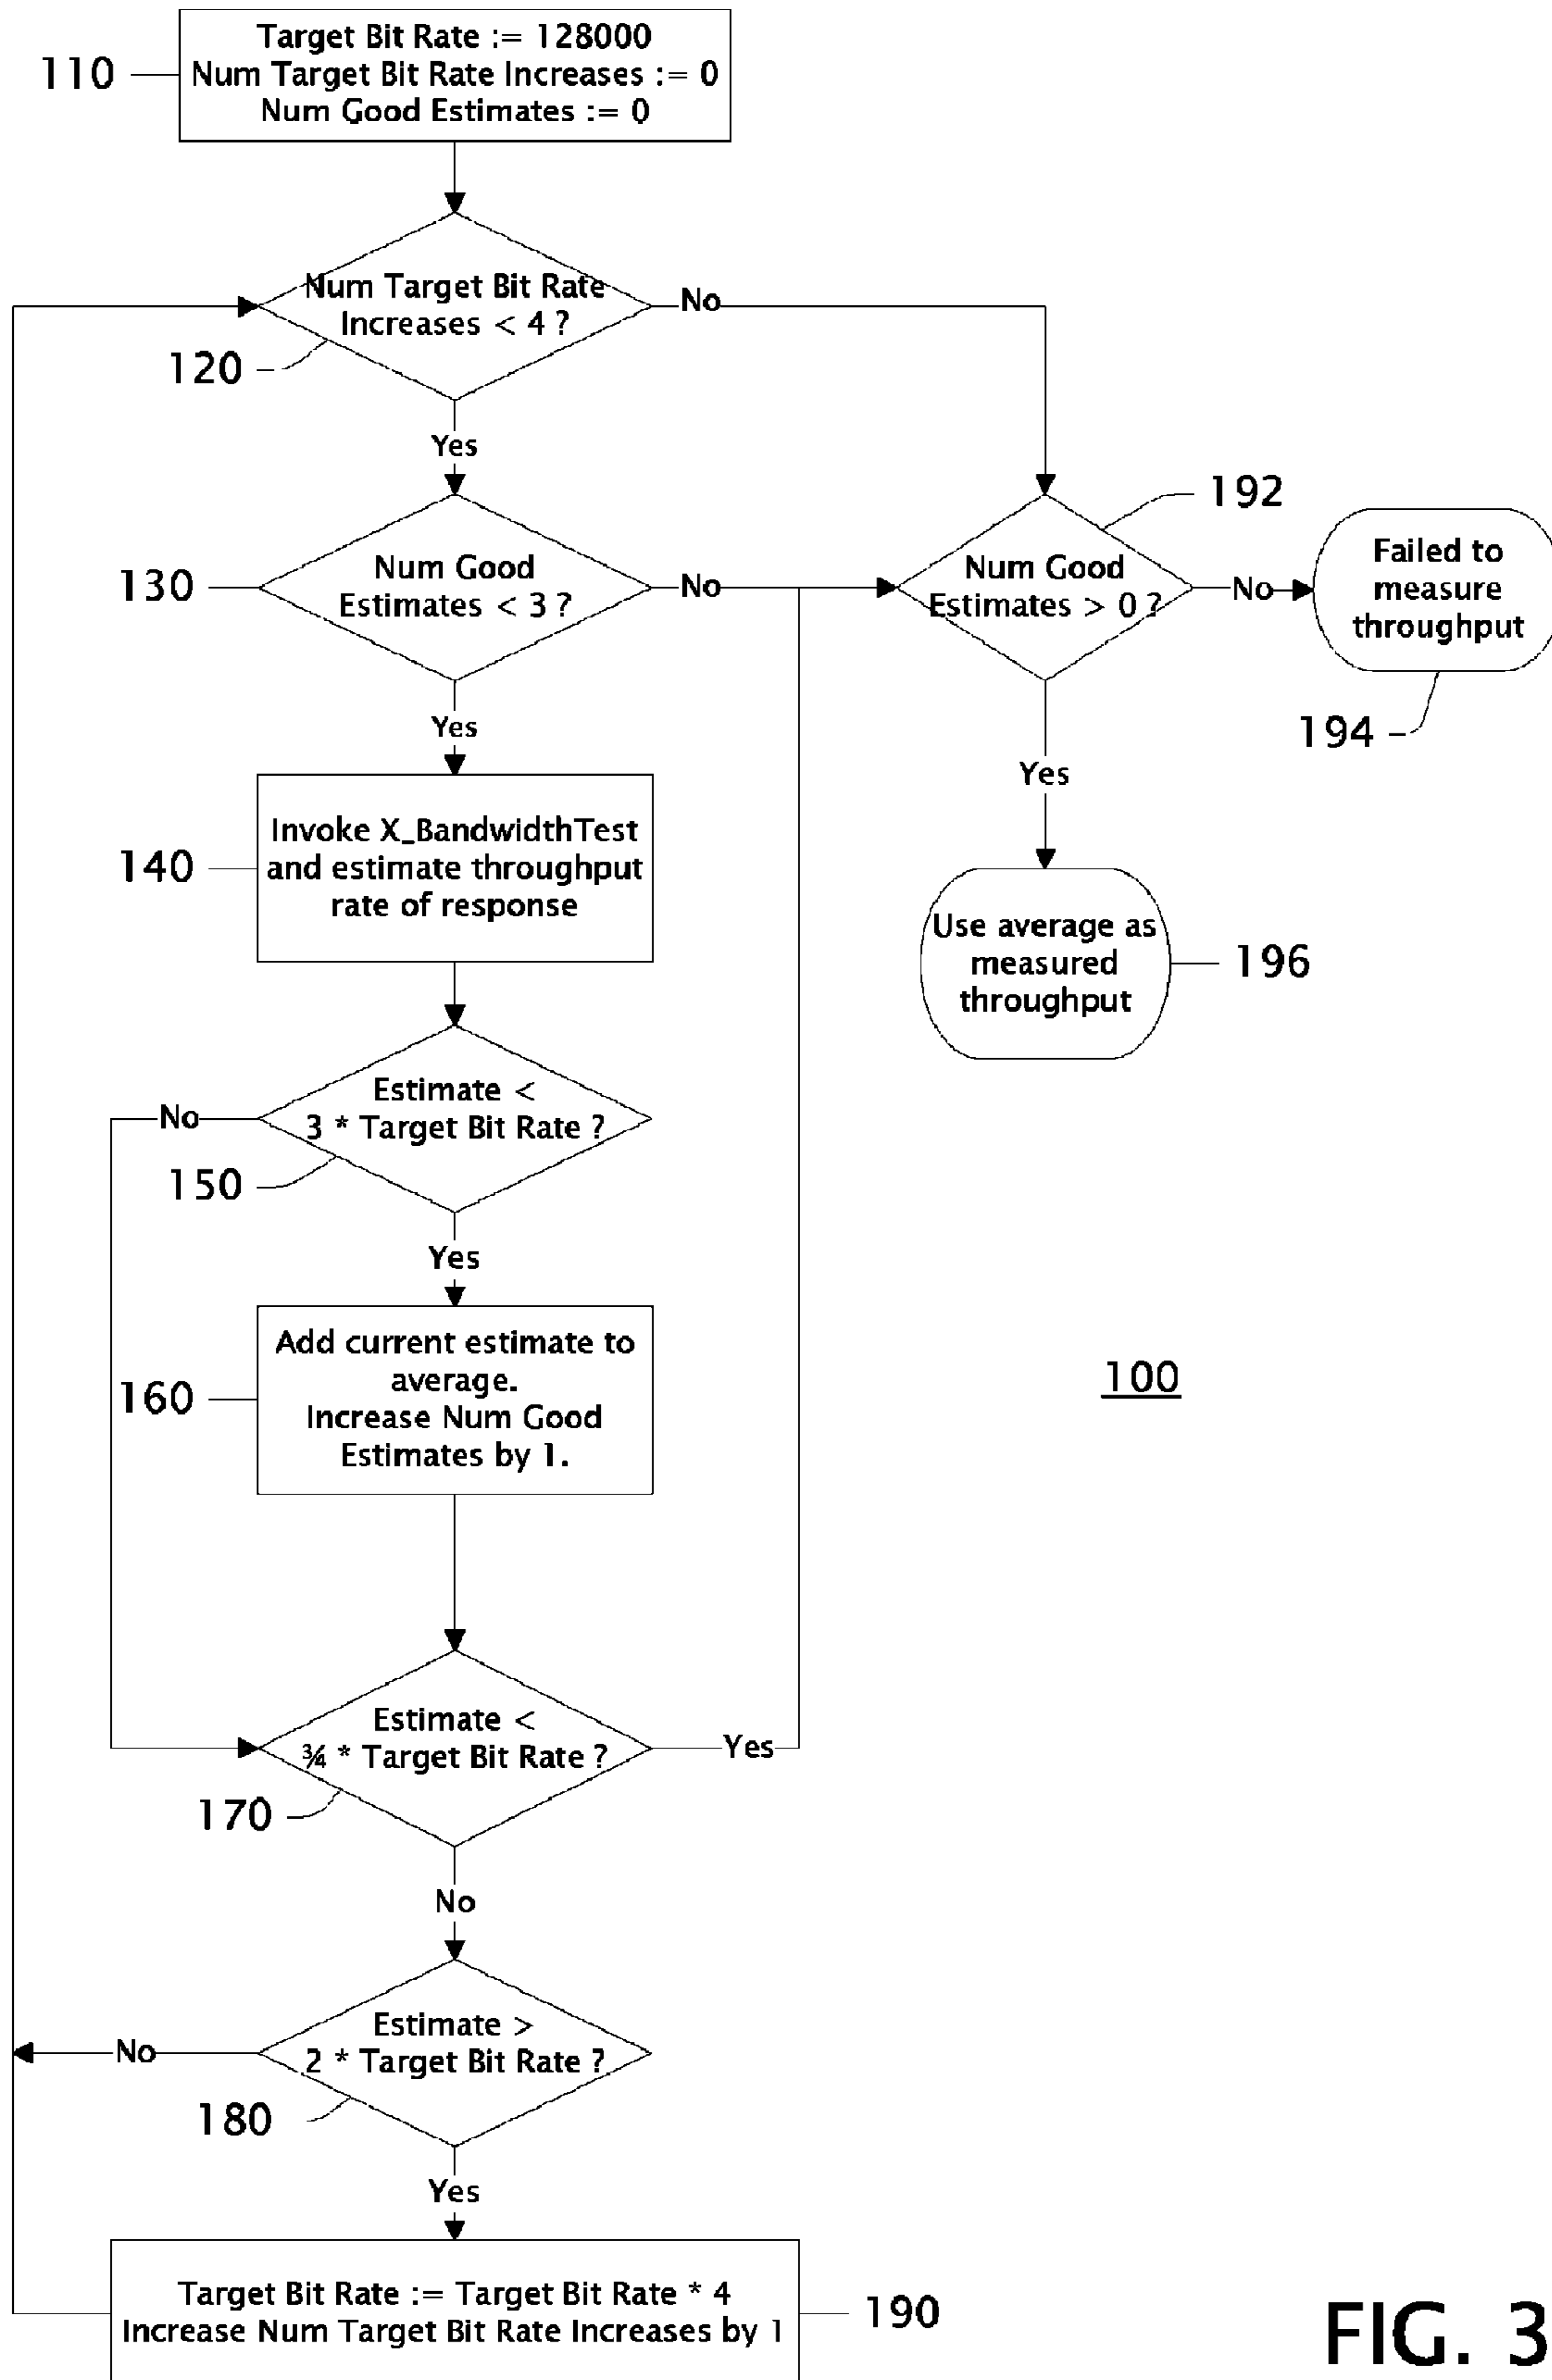 Target Bit Rate := 128000
Num Target Bit Rate Increases := 0
Num Good Estimates := 0
110
Num Target Bit Rate
Increases < 4 ?
No
120
Yes
192
Num Good
Estimates < 3 ?
130
No
Num Good
Estimates > 0 ?
No
Failed to
measure
throughput
194
Yes
Yes
Invoke X_BandwidthTest
and estimate throughput
rate of response
140
Use average as
measured
throughput
196
Estimate <
3 * Target Bit Rate ?
No
150
Yes
Add current estimate to
average.
Increase Num Good
Estimates by 1.
160
100
Estimate <
¾ * Target Bit Rate ?
Yes
170
No
Estimate >
2 * Target Bit Rate ?
No
180
Yes
Target Bit Rate := Target Bit Rate * 4
Increase Num Target Bit Rate Increases by 1
190
FIG. 3